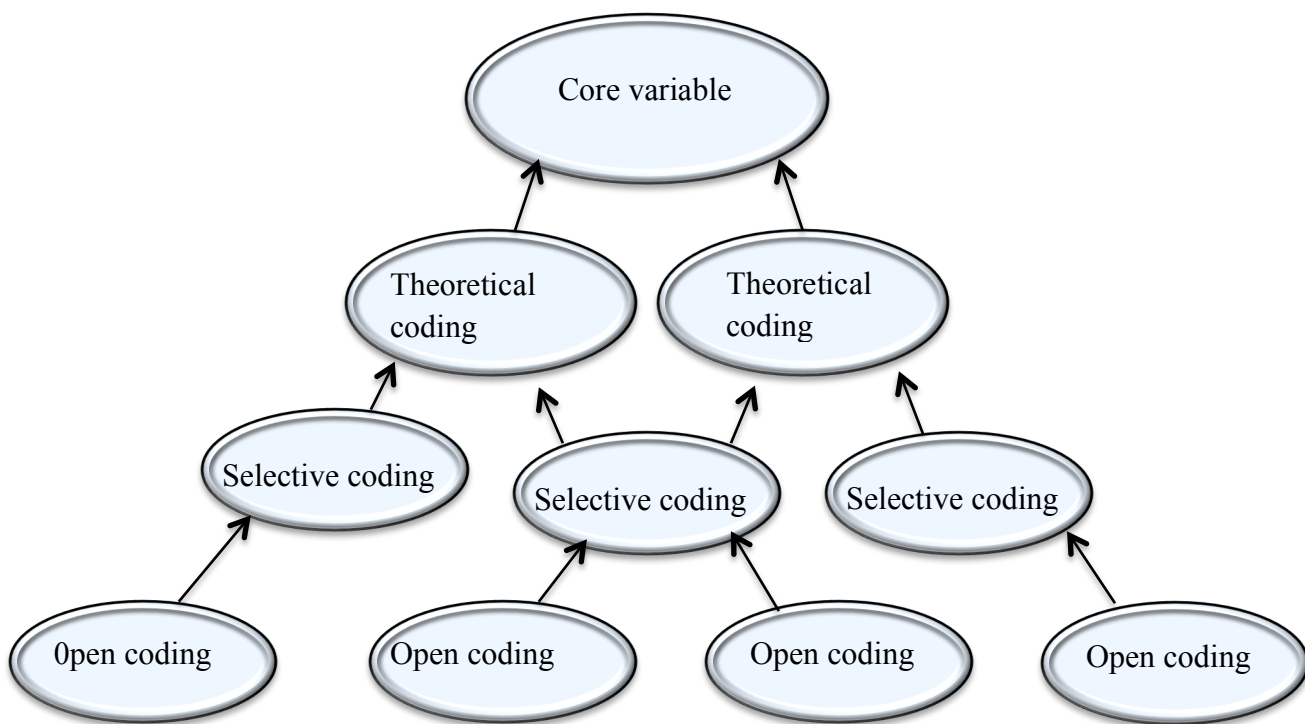 Core variable
Theoretical
coding
Theoretical
coding
Selective coding
Selective coding
Selective coding
0pen coding
Open coding
Open coding
Open coding